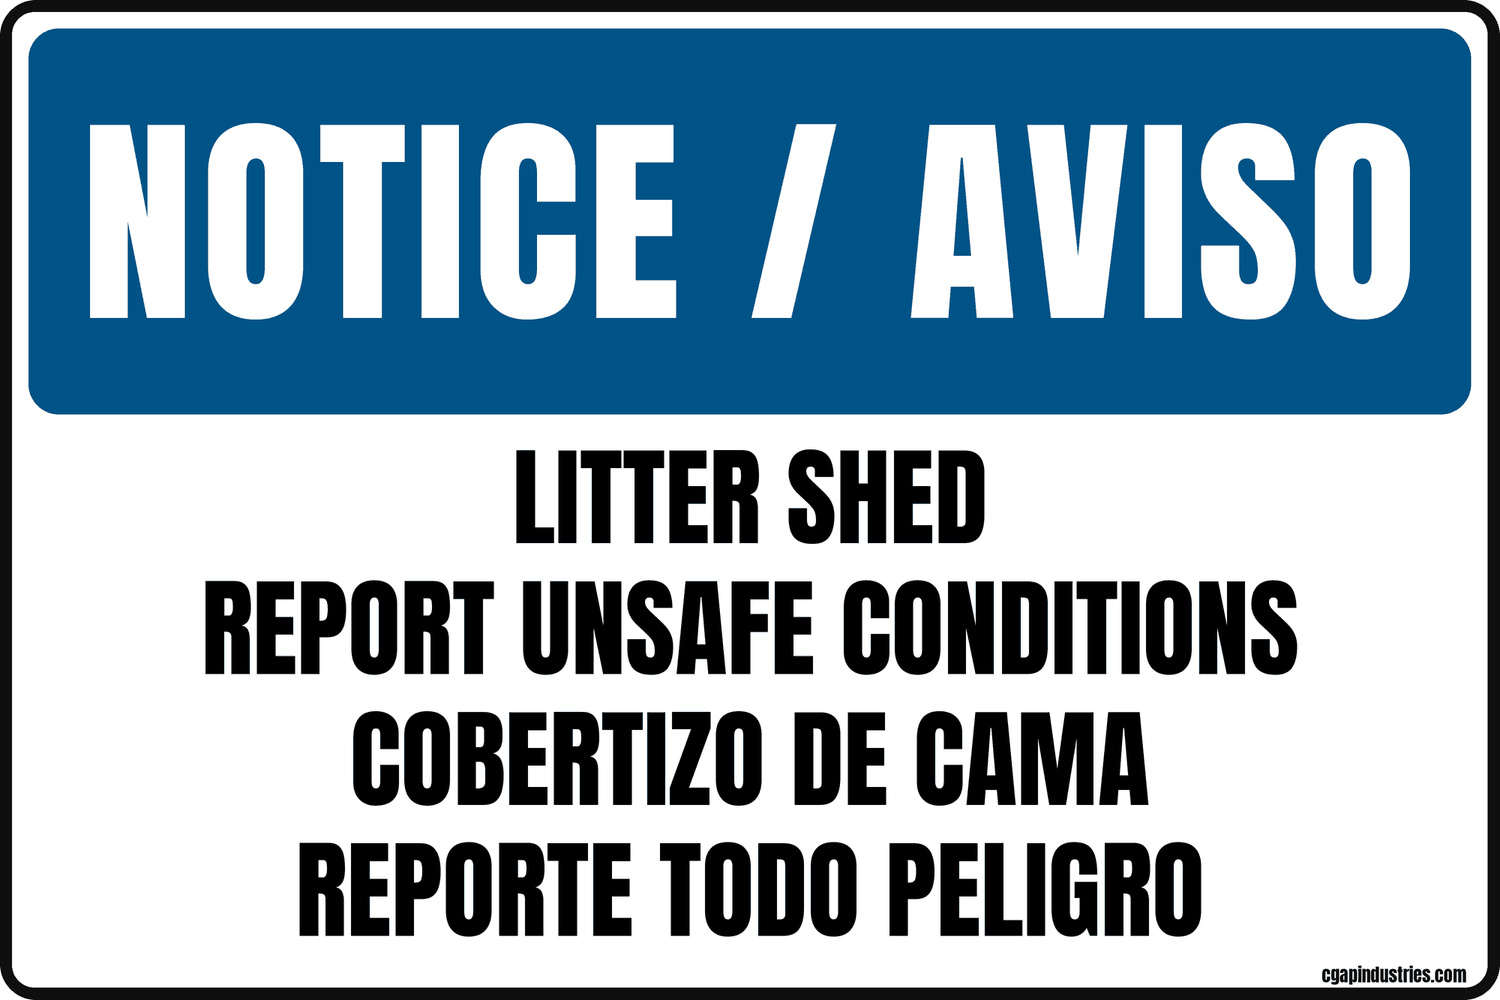 NOTICE / AVISO
LITTER SHED
REPORT UNSAFE CONDITIONS
COBERTIZO DE CAMA
REPORTE TODO PELIGRO
cgapindustries.com